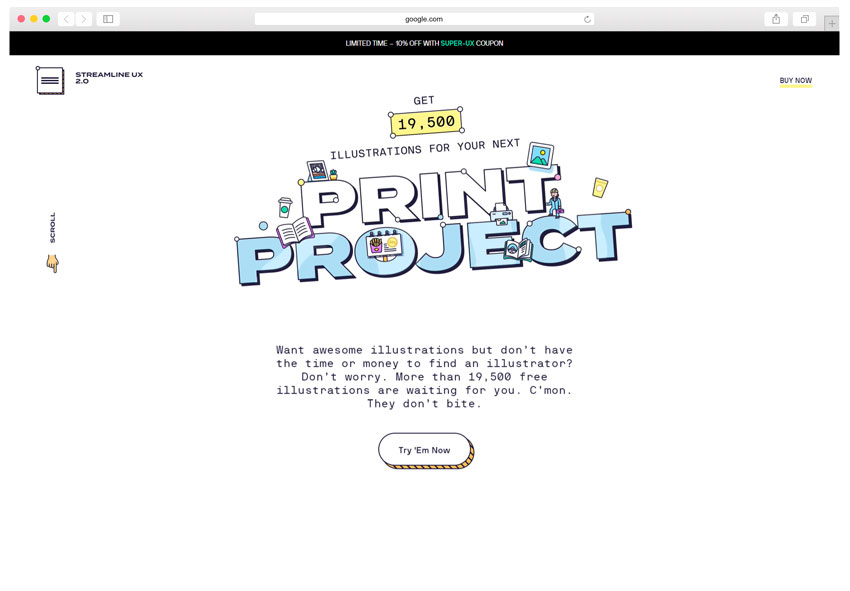 google.com
LIMITED TIME – 10% OFF WITH SUPER-UX COUPON
STREAMLINE UX
2.0
BUY NOW
GET
19,500
ILLUSTRATIONS FOR YOUR NEXT
PRINT
PROJECT
SCROLL
Want awesome illustrations but don't have
the time or money to find an illustrator?
Don't worry. More than 19,500 free
illustrations are waiting for you. C'mon.
They don't bite.
Try 'Em Now